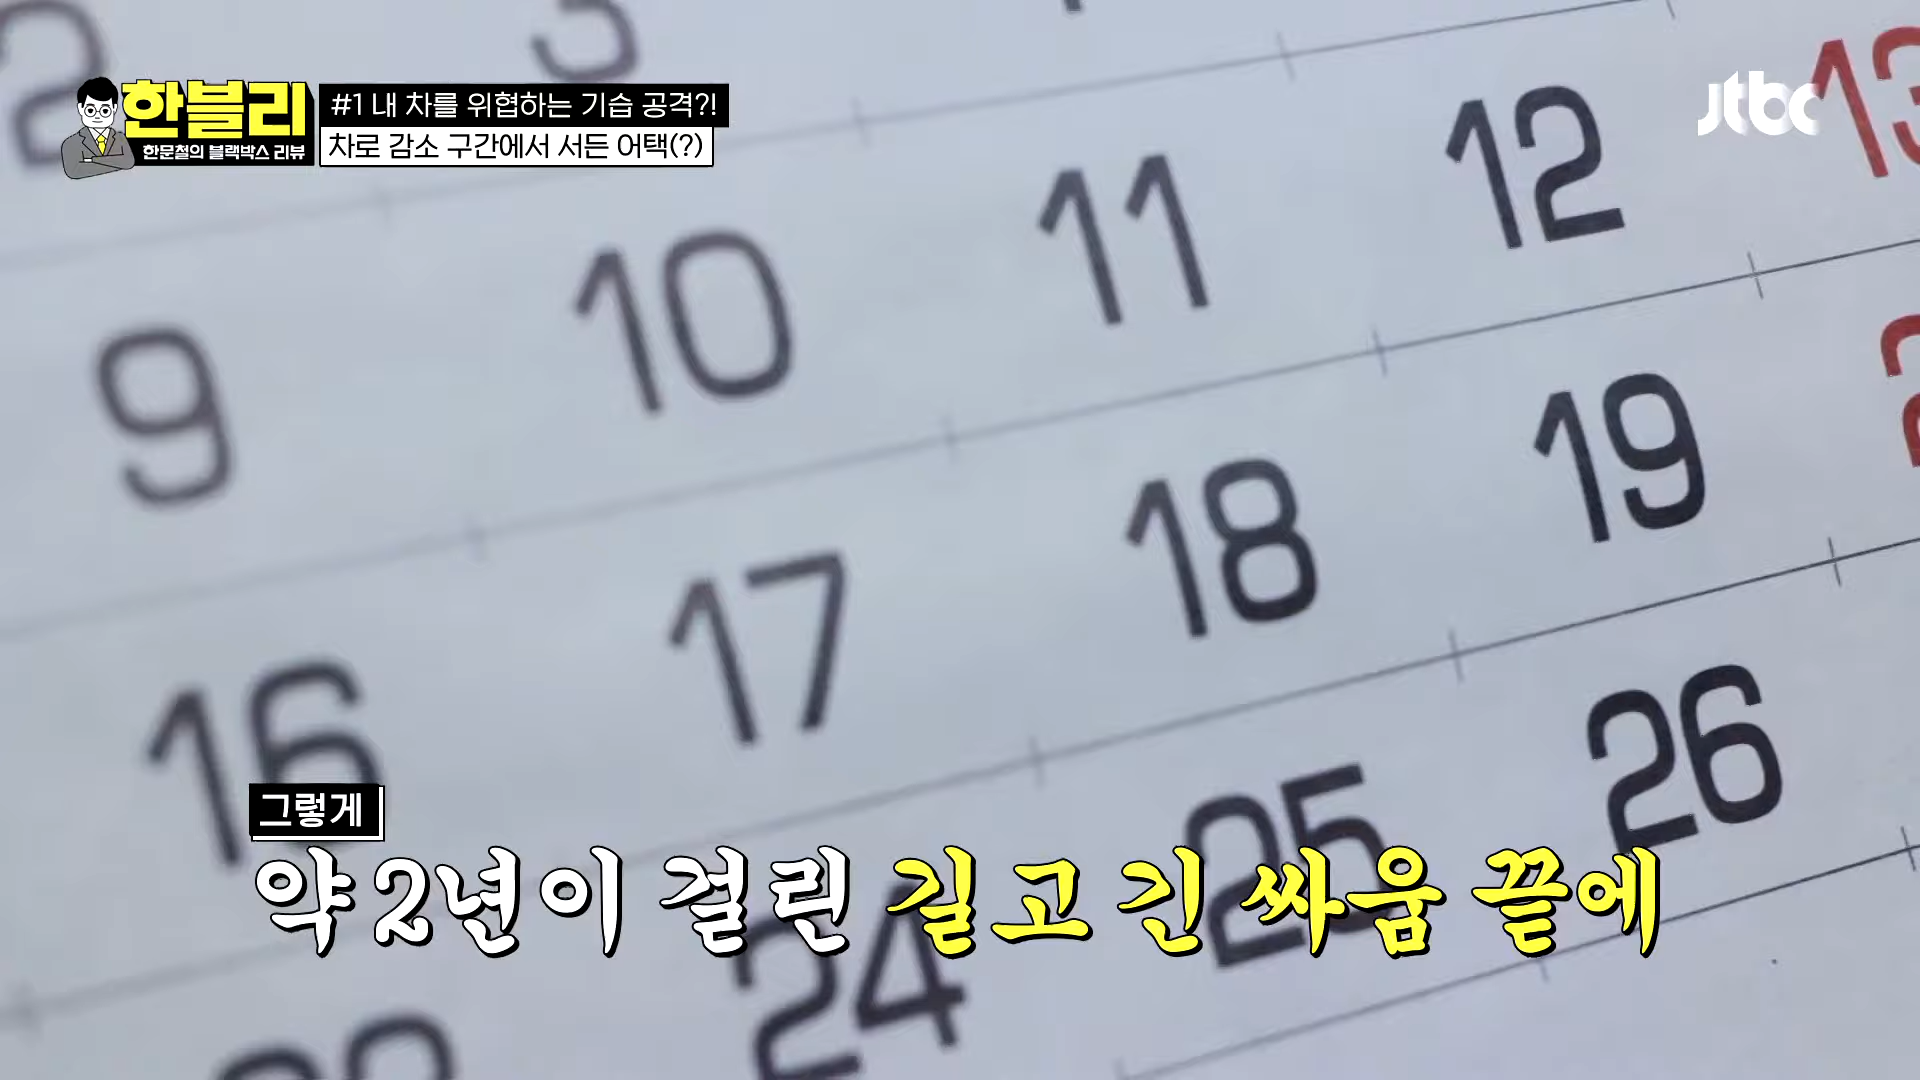 한블리
한문철의 블랙박스 리뷰
#1 내 차를 위협하는 기습 공격?!
차로 감소 구간에서 서든 어택(?)
jtbc
2 3
9 10 11 12 13
16 17 18 19
24 25 26
그렇게
약 2년이 걸린 길고 긴 싸움 끝에